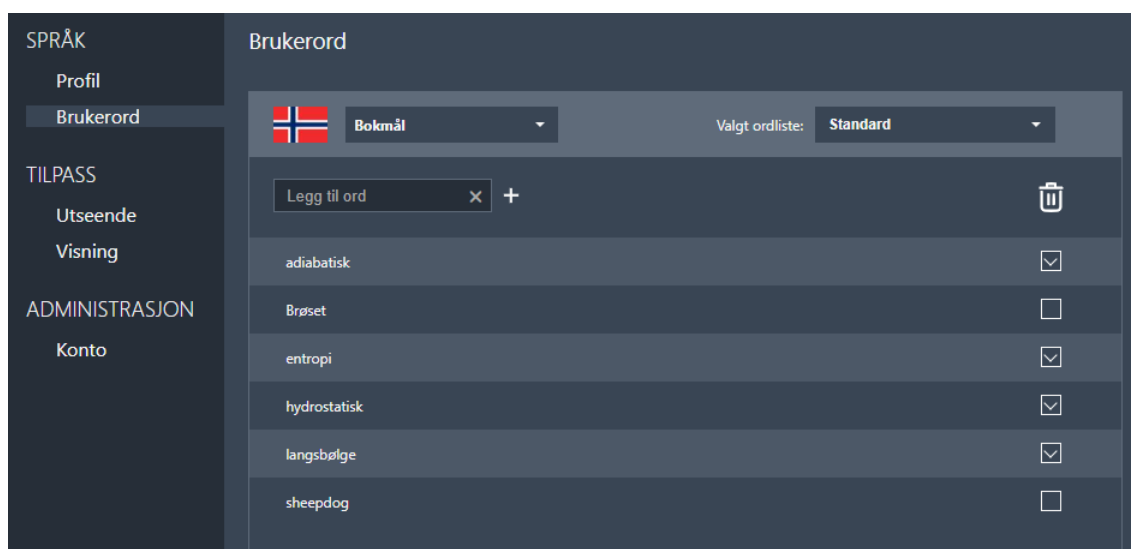 SPRÅK
Profil
Brukerord
TILPASS
Utseende
Visning
ADMINISTRASJON
Konto
Brukerord
Bokmål
Valgt ordliste: Standard
Legg til ord
adiabatisk
Brøset
entropi
hydrostatisk
langsbølge
sheepdog